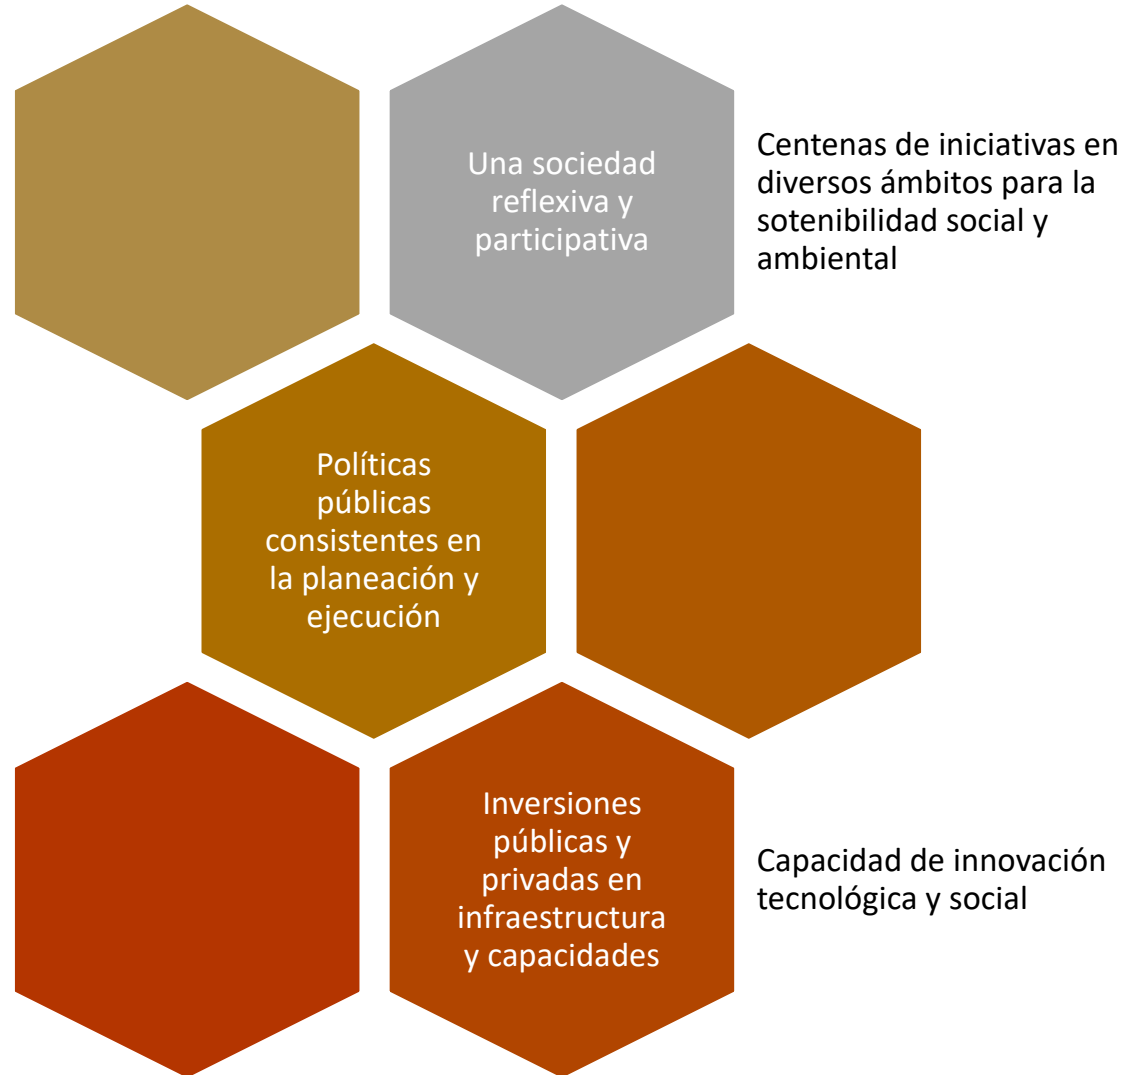 Una sociedad
reflexiva y
participativa
Centenas de iniciativas en
diversos ámbitos para la
sotenibilidad social y
ambiental
Políticas
públicas
consistentes en
la planeación y
ejecución
Inversiones
públicas y
privadas en
infraestructura
y capacidades
Capacidad de innovación
tecnológica y social